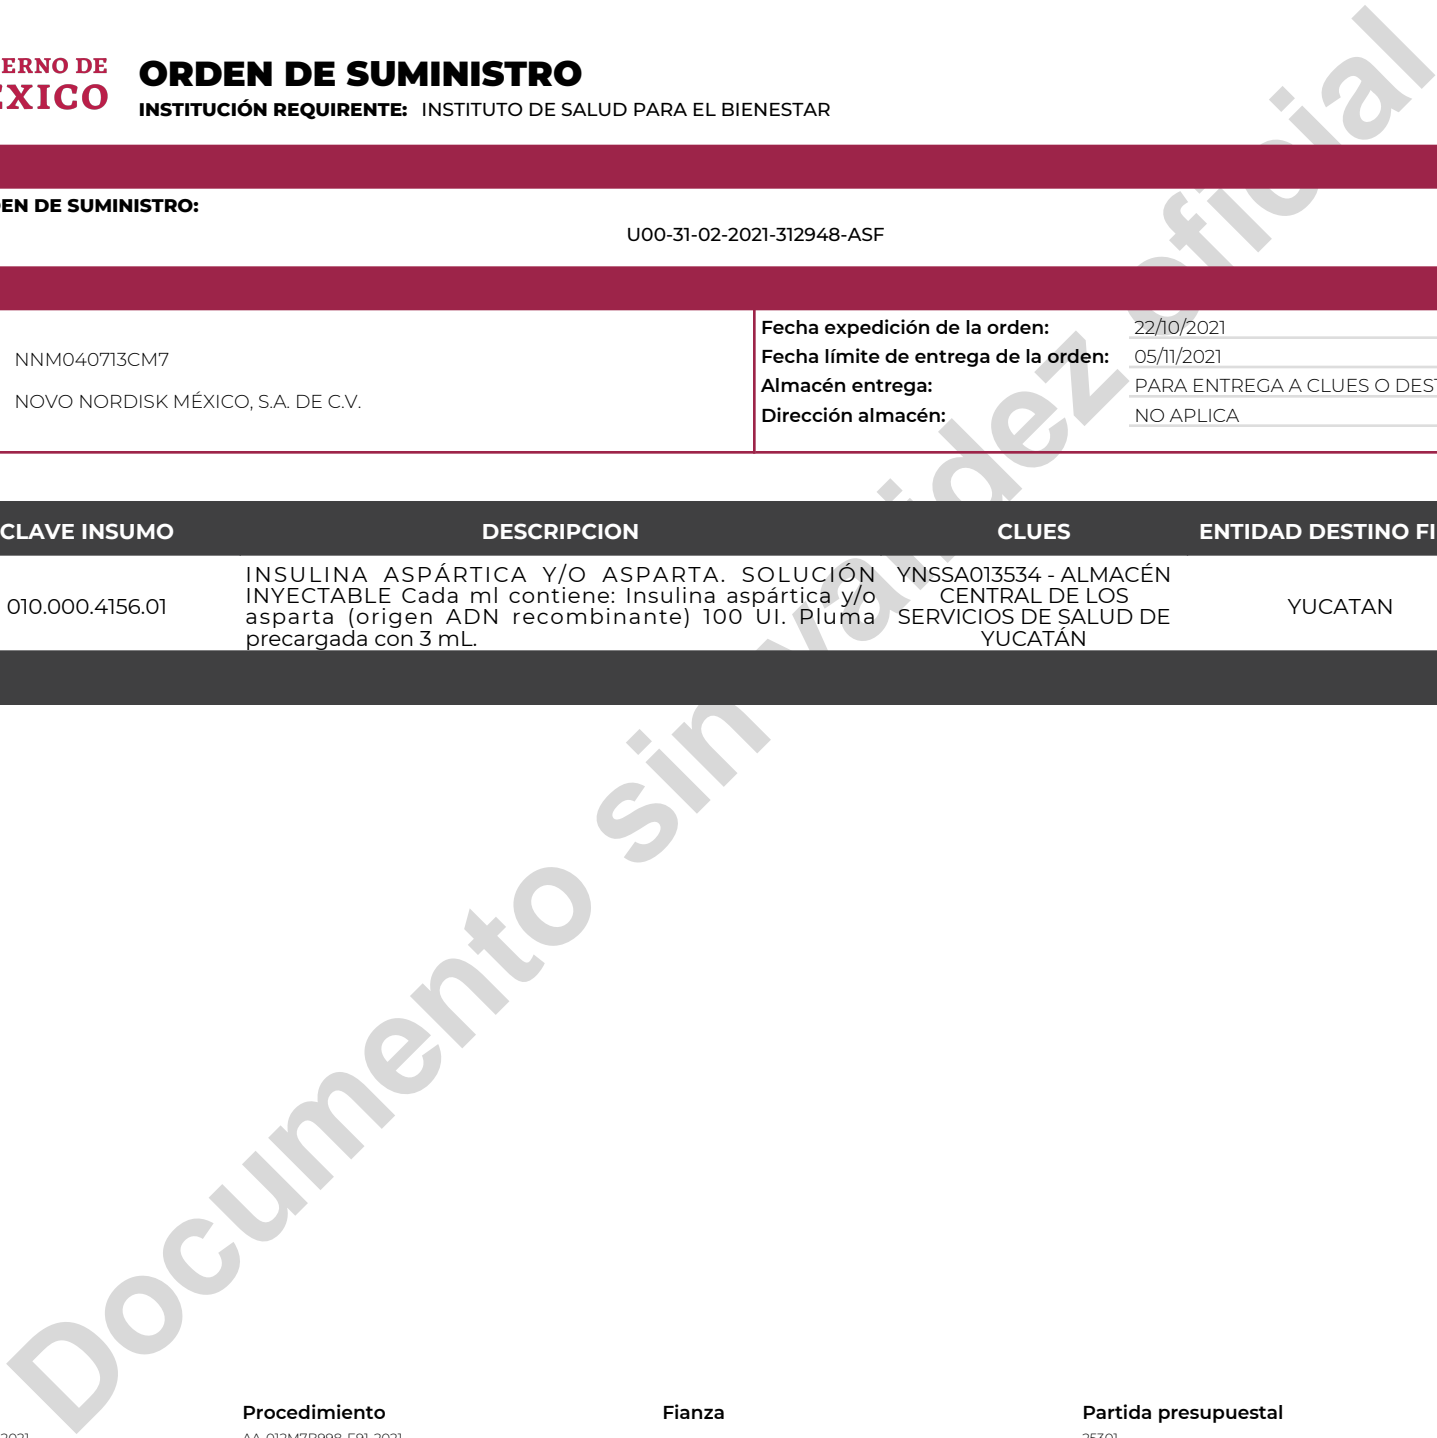 ERNO DE
ORDEN DE SUMINISTRO
EXICO
INSTITUCIÓN REQUIRENTE: INSTITUTO DE SALUD PARA EL BIENESTAR
EN DE SUMINISTRO:
U00-31-02-2021-312948-ASF
Fecha expedición de la orden: 22/10/2021
NNM040713CM7
Fecha límite de entrega de la orden: 05/11/2021
Almacén entrega: PARA ENTREGA A CLUES O DEST
NOVO NORDISK MÉXICO, S.A. DE C.V.
Dirección almacén: NO APLICA
CLAVE INSUMO DESCRIPCION CLUES ENTIDAD DESTINO FI
010.000.4156.01
INSULINA ASPÁRTICA Y/O ASPARTA. SOLUCIÓN
INYECTABLE Cada ml contiene: Insulina aspártica y/o
asparta (origen ADN recombinante) 100 UI. Pluma
precargada con 3 mL.
YNSSA013534 - ALMACÉN
CENTRAL DE LOS
SERVICIOS DE SALUD DE
YUCATÁN
YUCATAN
Documento sin validez oficial
Procedimiento Fianza Partida presupuestal